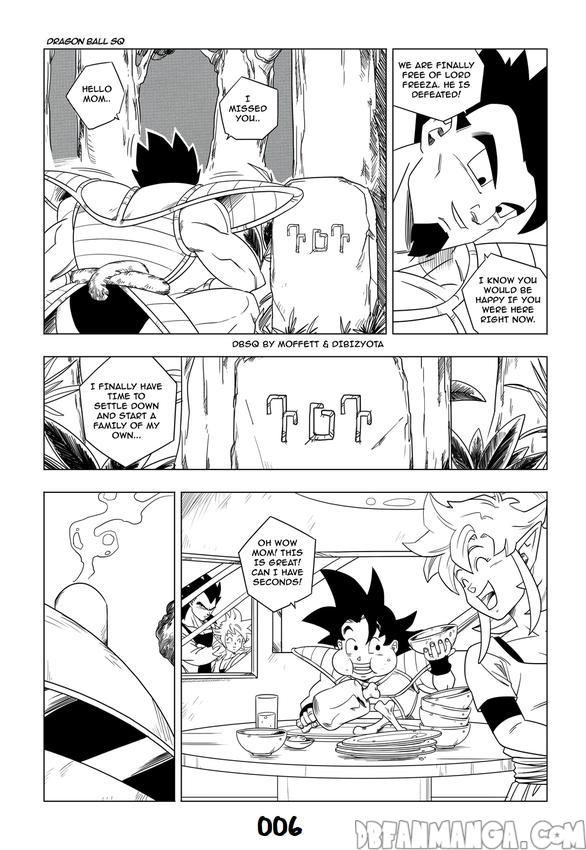 DRAGON BALL SQ
HELLO
MOM..
I
MISSED
YOU..
WE ARE FINALLY
FREE OF LORD
FREEZA. HE IS
DEFEATED!
I KNOW YOU
WOULD BE
HAPPY IF YOU
WERE HERE
RIGHT NOW.
DBSQ BY MOFFETT & DIBIZYOTA
I FINALLY HAVE
TIME TO
SETTLE DOWN
AND START A
FAMILY OF MY
OWN...
OH WOW
MOM! THIS
IS GREAT!
CAN I HAVE
SECONDS!
006
DBFANMANGA.COM